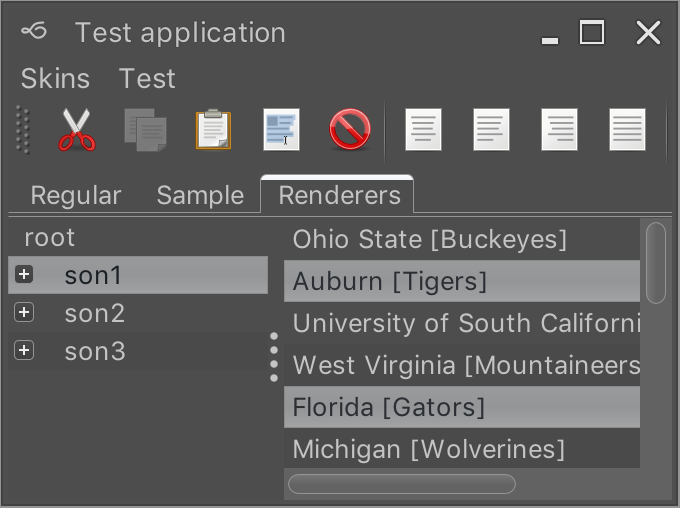 Test application
Skins Test
Regular Sample Renderers
root
son1
son2
son3
Ohio State [Buckeyes]
Auburn [Tigers]
University of South Californi
West Virginia [Mountaineers
Florida [Gators]
Michigan [Wolverines]